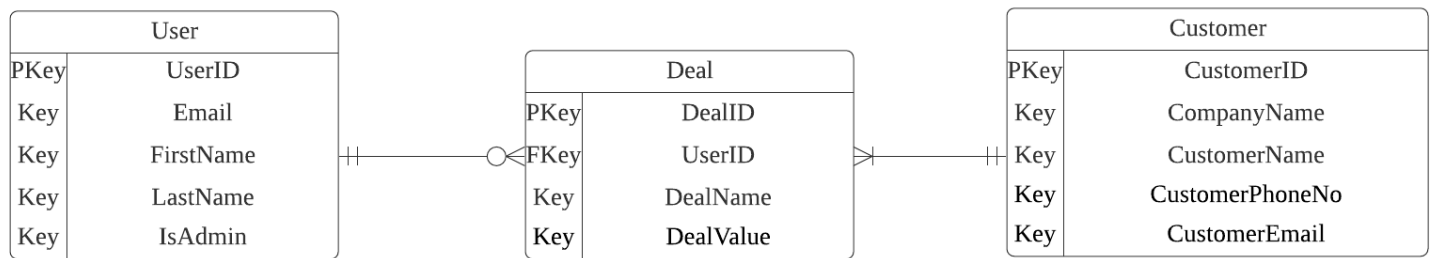 User
PKey UserID
Key Email
Key FirstName
Key LastName
Key IsAdmin
Deal
PKey DealID
FKey UserID
Key DealName
Key DealValue
Customer
PKey CustomerID
Key CompanyName
Key CustomerName
Key CustomerPhoneNo
Key CustomerEmail